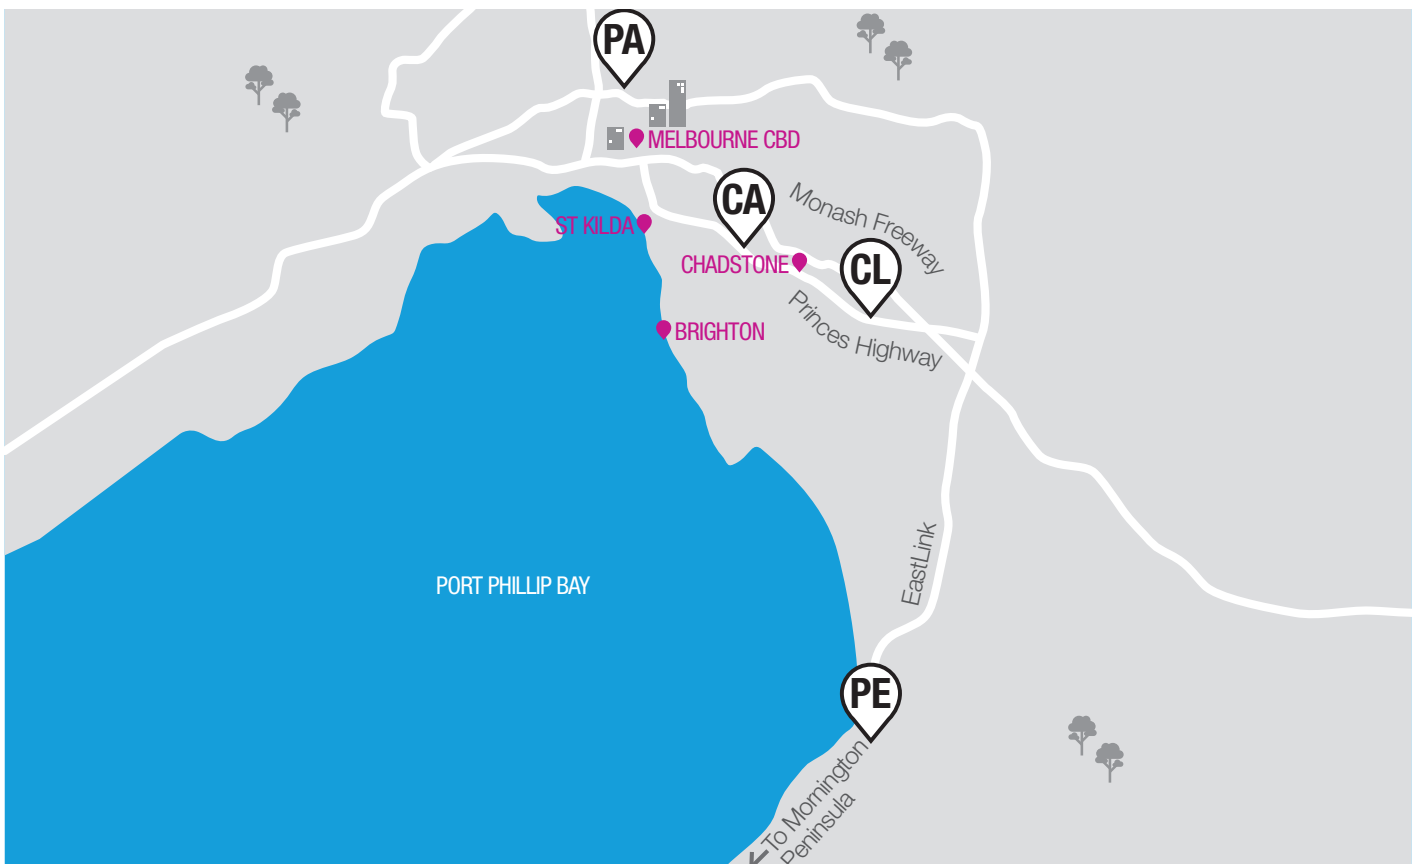 PA
MELBOURNE CBD
CA
Monash Freeway
ST KILDA
CHADSTONE
CL
Princes Highway
BRIGHTON
EastLink
PORT PHILLIP BAY
PE
To Mornington
Peninsula